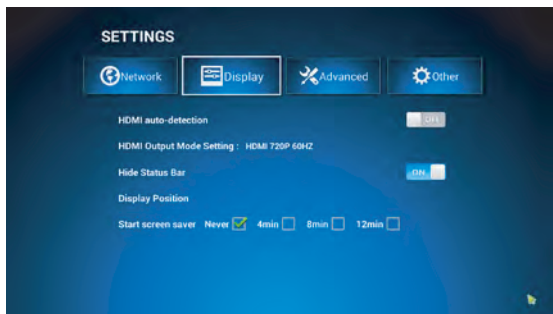 SETTINGS
Network Display Advanced Other
HDMI auto-detection OFF
HDMI Output Mode Setting : HDMI 720P 60HZ
Hide Status Bar ON
Display Position
Start screen saver Never 4min 8min 12min